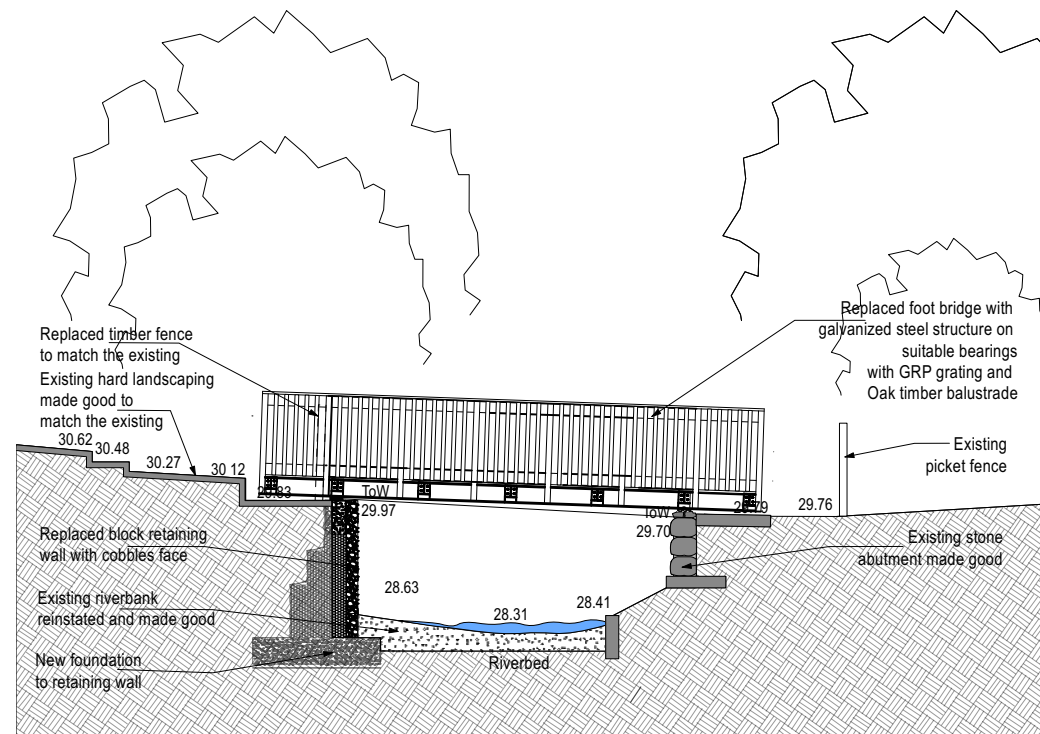 Replaced timber fence
to match the existing
Existing hard landscaping
made good to
match the existing
30.62
30.48
30.27
30 12
Replaced foot bridge with
galvanized steel structure on
suitable bearings
with GRP grating and
Oak timber balustrade
Existing
picket fence
29.76
ToW
29.97
ToW
29.70
Replaced block retaining
wall with cobbles face
Existing stone
abutment made good
28.63
28.31
28.41
Existing riverbank
reinstated and made good
Riverbed
New foundation
to retaining wall